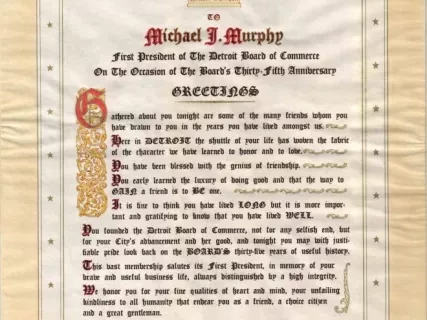 TO
Michael J. Murphy
First President of The Detroit Board of Commerce
On The Occasion of The Board's Thirty-Fifth Anniversary
GREETINGS
Gathered about you tonight are some of the many friends whom you
have drawn to you in the years you have lived amongst us.
Here in DETROIT the shuttle of your life has woven the fabric
of the character we have learned to honor and to love.
You have been blessed with the genius of friendship.
You early learned the luxury of doing good and that the way to
GAIN a friend is to BE one.
It is fine to think you have lived LONG but it is more impor-
tant and gratifying to know that you have lived WELL.
You founded the Detroit Board of Commerce, not for any selfish end, but
for your City's advancement and her good, and tonight you may with justi-
fiable pride look back on the BOARD'S thirty-five years of useful history.
This vast membership salutes its First President, in memory of your
brave and useful business life, always distinguished by a high integrity.
We honor you for your fine qualities of heart and mind, your unfailing
kindliness to all humanity that endear you as a friend, a choice citizen
and a great gentleman.